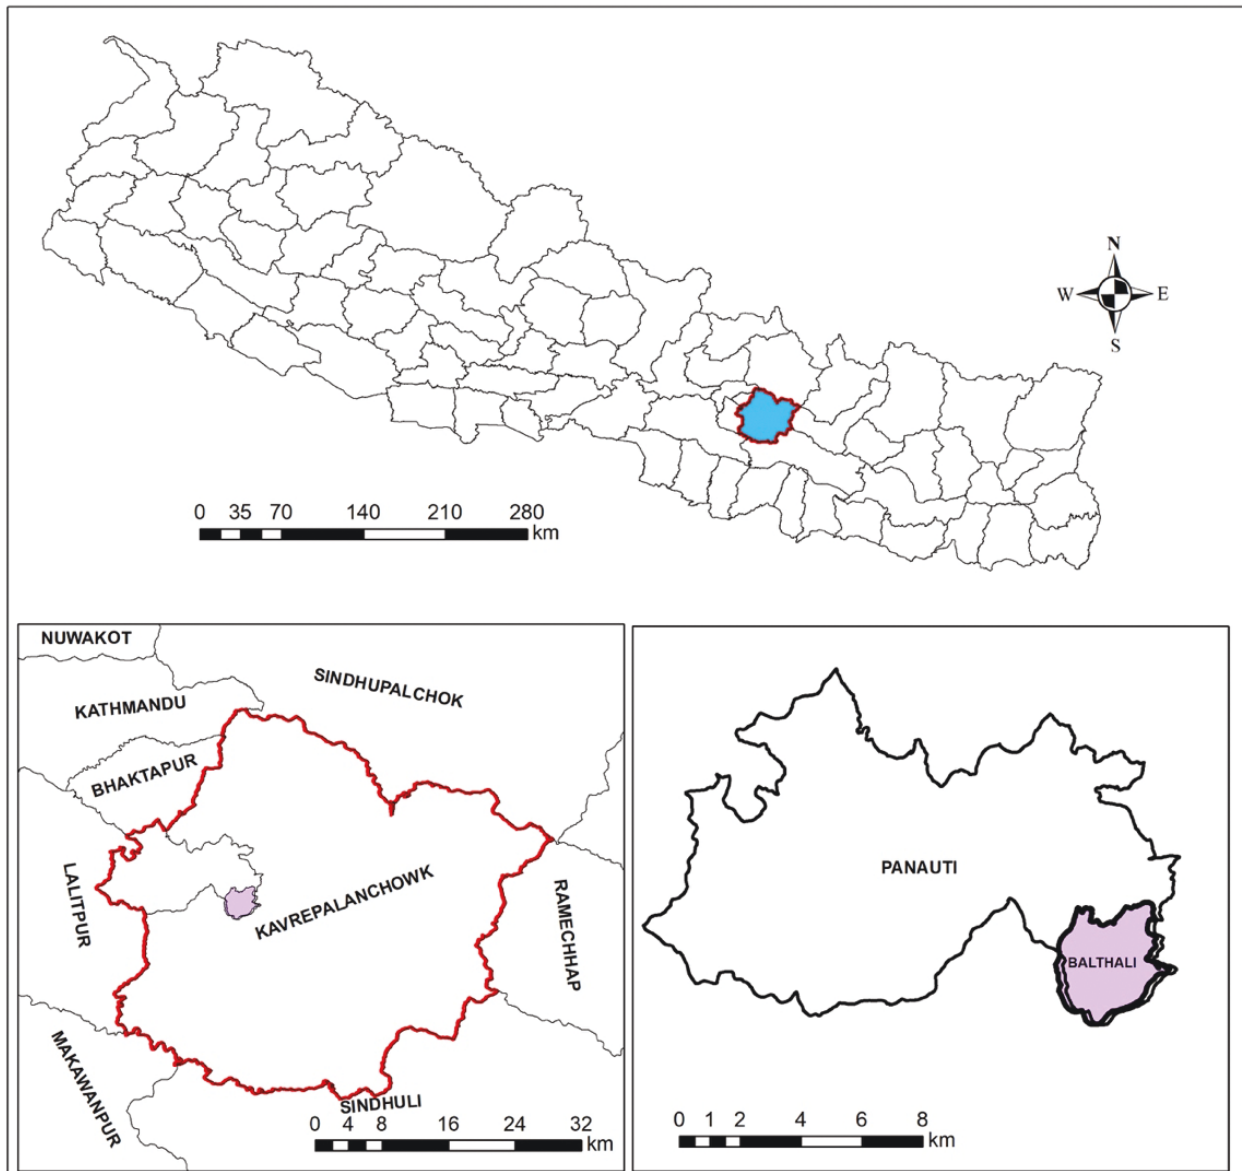 N
W E
S
0 35 70 140 210 280
km
NUWAKOT
SINDHUPALCHOK
KATHMANDU
BHAKTAPUR
LALITPUR
KAVREPALANCHOWK
RAMECHHAP
MAKAWANPUR
SINDHULI
0 4 8 16 24 32
km
PANAUTI
BALTHALI
0 1 2 4 6 8
km